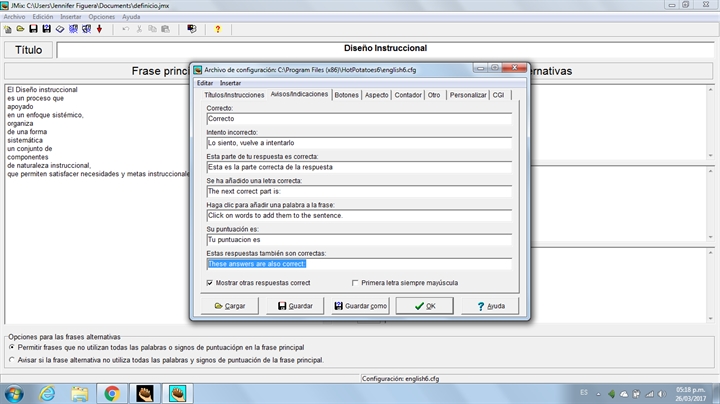 JMix: C:\Users\Jennifer Figuera\Documents\definicio.jmx
Archivo Edición Insertar Opciones Ayuda
Título
Diseño Instruccional
Frase princip
ernativas
El Diseño instruccional
es un proceso que
apoyado
en un enfoque sistémico,
organiza
de una forma
sistemática
un conjunto de
componentes
de naturaleza instruccional,
que permiten satisfacer necesidades y metas instruccionale
Archivo de configuración: C:\Program Files (x86)\HotPotatoes6\english6.cfg
Editar Insertar
Títulos/Instrucciones Avisos/Indicaciones Botones Aspecto Contador Otro Personalizar CGI
Correcto:
Correcto
Intento incorrecto:
Lo siento, vuelve a intentarlo
Esta parte de tu respuesta es correcta:
Esta es la parte correcta de la respuesta
Se ha añadido una letra correcta:
The next correct part is:
Haga clic para añadir una palabra a la frase:
Click on words to add them to the sentence.
Su puntuación es:
Tu puntuacion es
Estas respuestas también son correctas:
These answers are also correct:
Mostrar otras respuestas correct
Primera letra siempre mayúscula
Cargar Guardar Guardar como OK Ayuda
Opciones para las frases alternativas
Permitir frases que no utilizan todas las palabras o signos de puntuaciópn en la frase principal
Avisar si la frase alternativa no utiliza todas las palabras y signos de puntuación de la frase principal.
Configuración: english6.cfg
ES
05:18 p.m.
26/03/2017